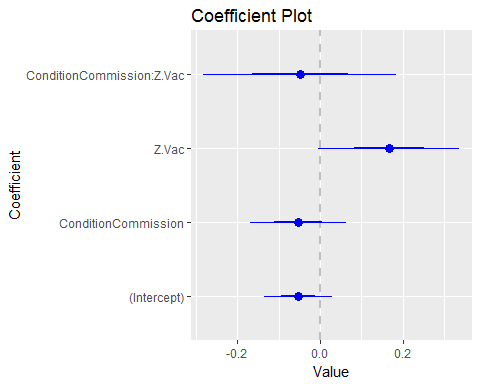 Coefficient Plot
Coefficient
ConditionCommission:Z.Vac
Z.Vac
ConditionCommission
(Intercept)
-0.2 0.0 0.2
Value